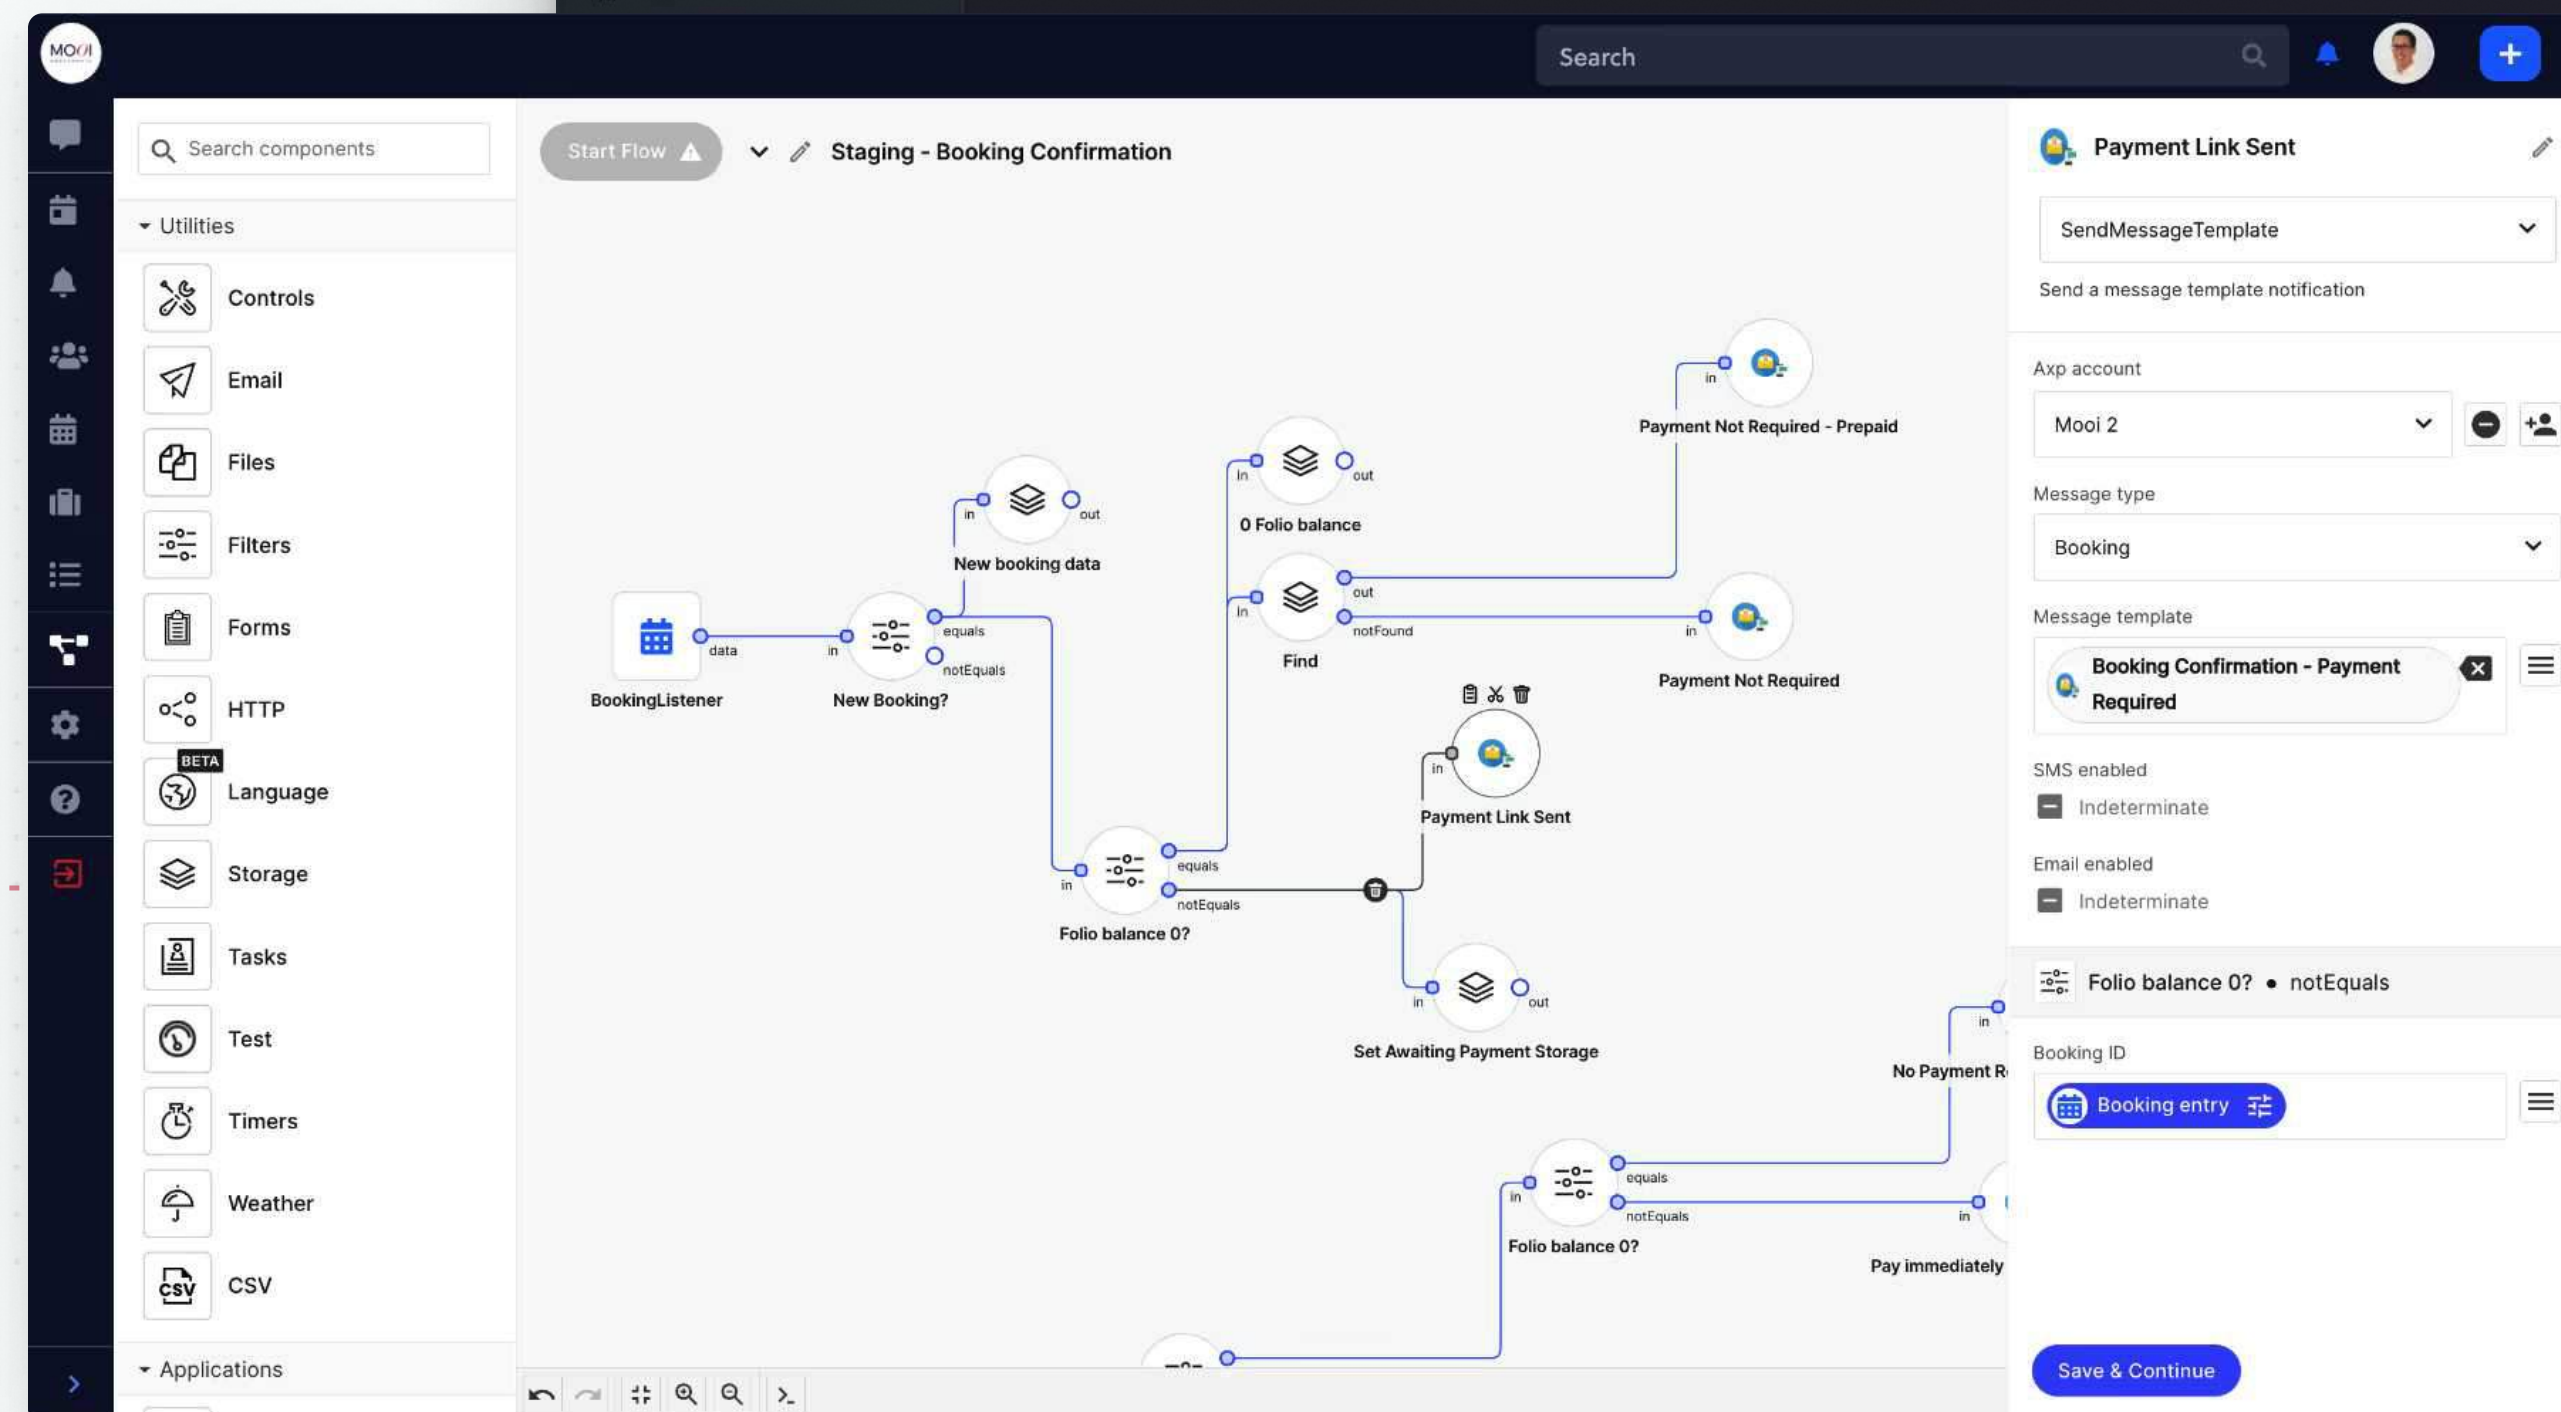 MOOI
Search
Search components
Utilities
Controls
Email
Files
Filters
Forms
HTTP
BETA
Language
Storage
Tasks
Test
Timers
Weather
CSV
CSV
Applications
Start Flow
Staging - Booking Confirmation
in
Payment Not Required - Prepaid
in
out
0 Folio balance
in
out
New booking data
in
out
notFound
Find
in
Payment Not Required
data
BookingListener
in
equals
notEquals
New Booking?
in
Payment Link Sent
in
equals
notEquals
Folio balance 0?
in
out
Set Awaiting Payment Storage
in
No Payment R
in
equals
notEquals
Folio balance 0?
in
Pay immediately
Payment Link Sent
SendMessageTemplate
Send a message template notification
Axp account
Mooi 2
Message type
Booking
Message template
Booking Confirmation - Payment
Required
SMS enabled
Indeterminate
Email enabled
Indeterminate
Folio balance 0? • notEquals
Booking ID
Booking entry
Save & Continue